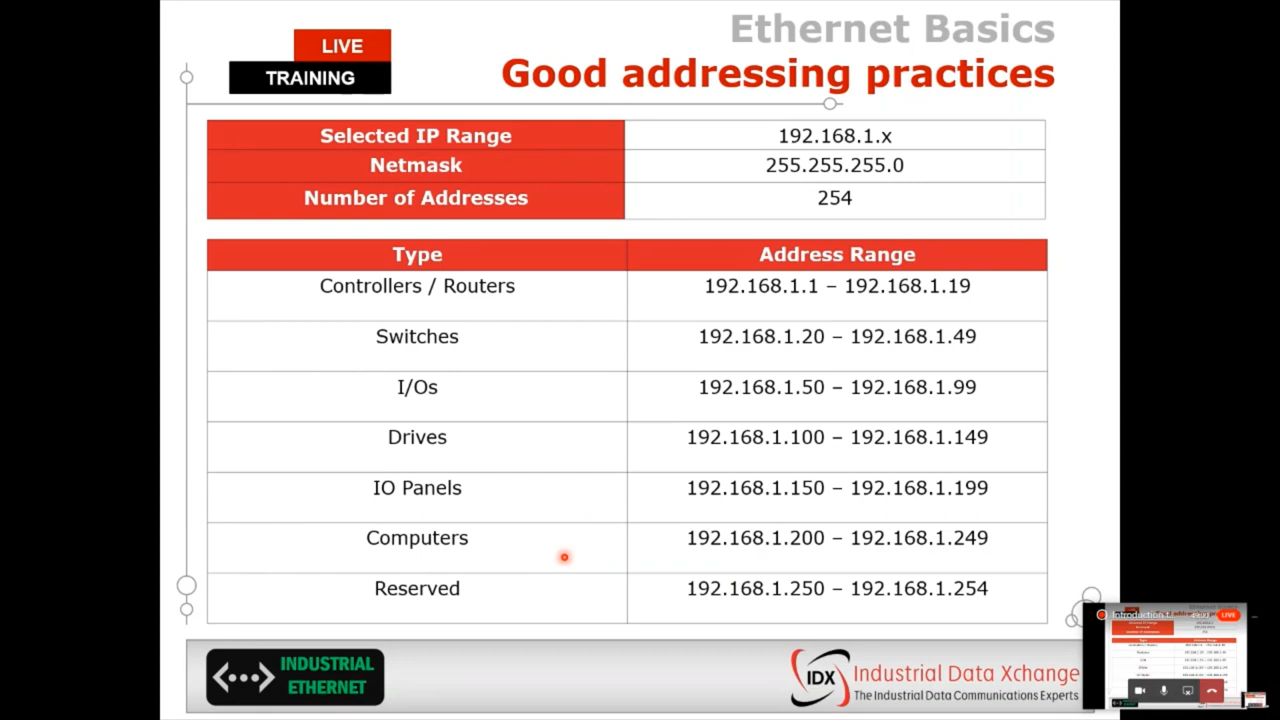 Ethernet Basics
LIVE
TRAINING
Good addressing practices
Selected IP Range 192.168.1.x
Netmask 255.255.255.0
Number of Addresses 254
Type Address Range
Controllers / Routers 192.168.1.1 – 192.168.1.19
Switches 192.168.1.20 – 192.168.1.49
I/Os 192.168.1.50 – 192.168.1.99
Drives 192.168.1.100 – 192.168.1.149
IO Panels 192.168.1.150 – 192.168.1.199
Computers 192.168.1.200 – 192.168.1.249
Reserved 192.168.1.250 – 192.168.1.254
INDUSTRIAL
ETHERNET
IDX
Industrial Data Xchange
The Industrial Data Communications Experts
LIVE